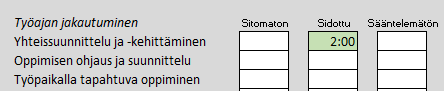 Työajan jakautuminen Sitomaton Sidottu Sääntelemätön
Yhteissuunnittelu ja -kehittäminen 2:00
Oppimisen ohjaus ja suunnittelu
Työpaikalla tapahtuva oppiminen